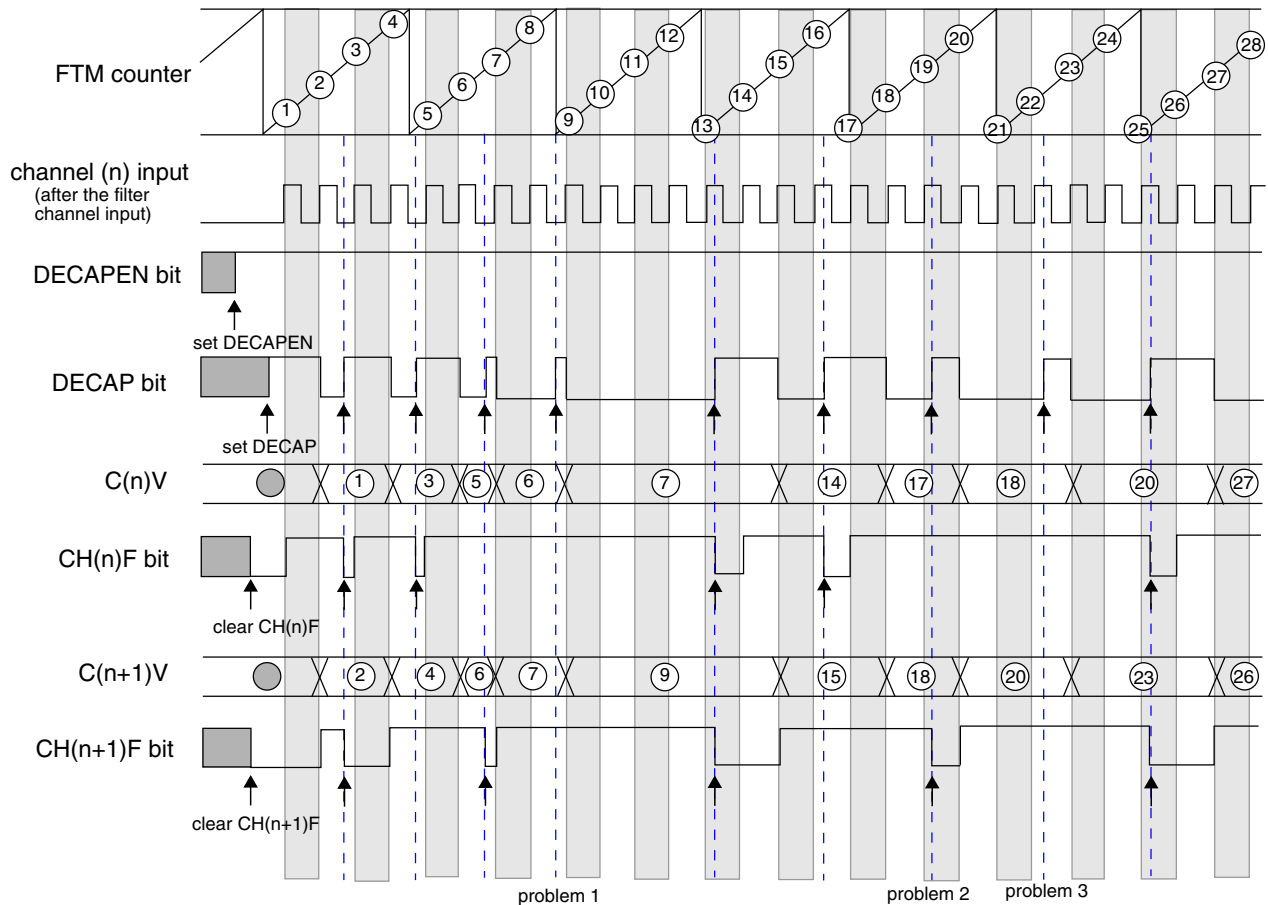 4 8 12 16 20 24 28
3 7 11 15 19 23 27
2 6 10 14 18 22 26
1 5 9 13 17 21 25
FTM counter
channel (n) input
(after the filter
channel input)
DECAPEN bit
set DECAPEN
DECAP bit
set DECAP
C(n)V 1 3 5 6 7 14 17 18 20 27
CH(n)F bit
clear CH(n)F
C(n+1)V 2 4 6 7 9 15 18 20 23 26
CH(n+1)F bit
clear CH(n+1)F
problem 1 problem 2 problem 3